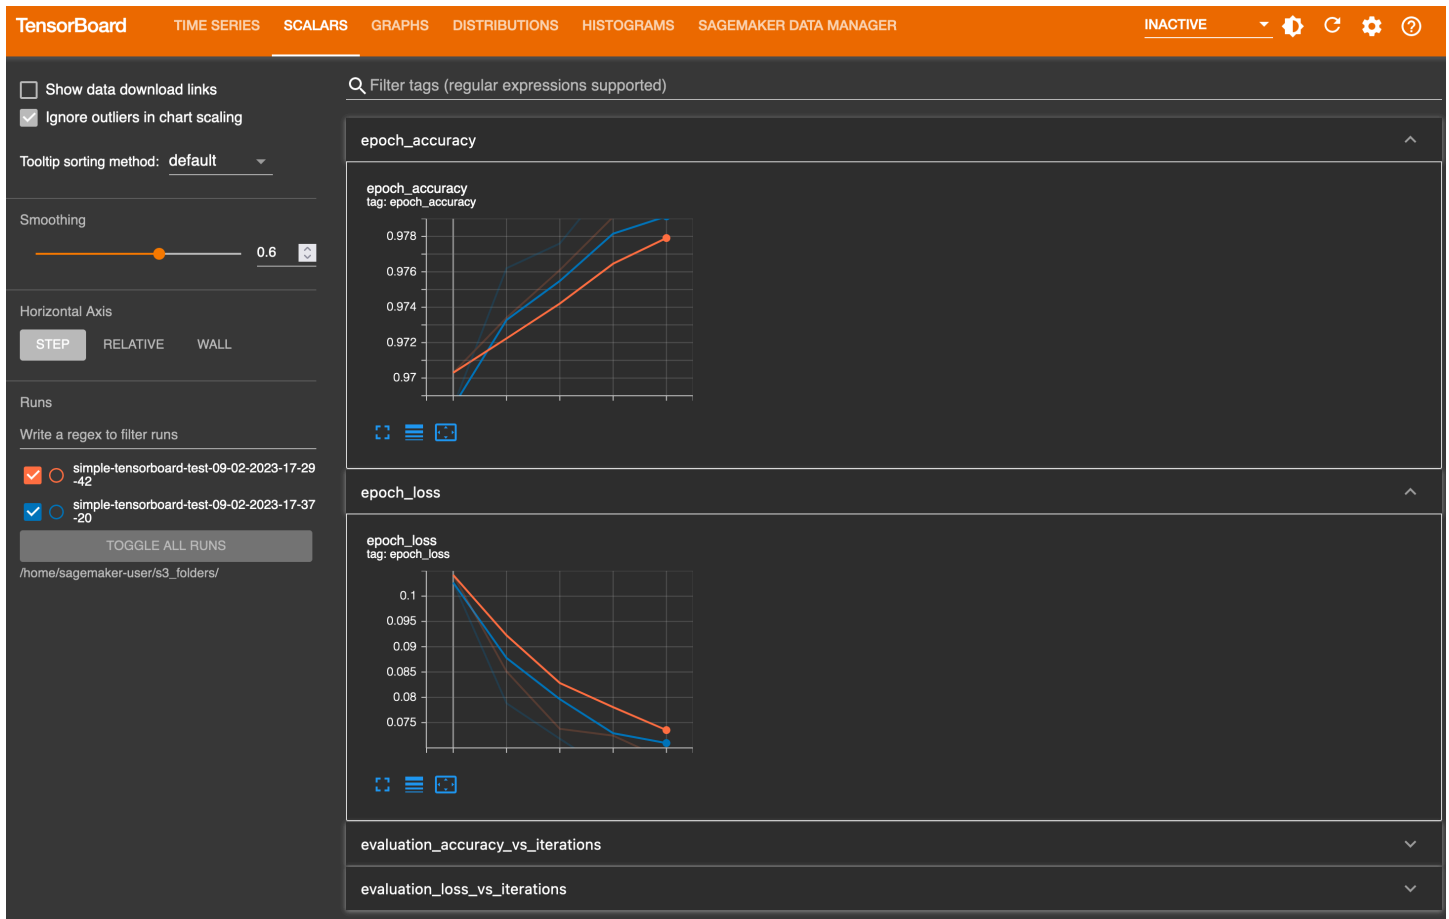 TensorBoard TIME SERIES SCALARS GRAPHS DISTRIBUTIONS HISTOGRAMS SAGEMAKER DATA MANAGER INACTIVE
Show data download links
Ignore outliers in chart scaling
Tooltip sorting method: default
Smoothing
0.6
Horizontal Axis
STEP RELATIVE WALL
Runs
Write a regex to filter runs
simple-tensorboard-test-09-02-2023-17-29
-42
simple-tensorboard-test-09-02-2023-17-37
-20
TOGGLE ALL RUNS
/home/sagemaker-user/s3_folders/
Filter tags (regular expressions supported)
epoch_accuracy
epoch_accuracy
tag: epoch_accuracy
0.978
0.976
0.974
0.972
0.97
epoch_loss
epoch_loss
tag: epoch_loss
0.1
0.095
0.09
0.085
0.08
0.075
evaluation_accuracy_vs_iterations
evaluation_loss_vs_iterations